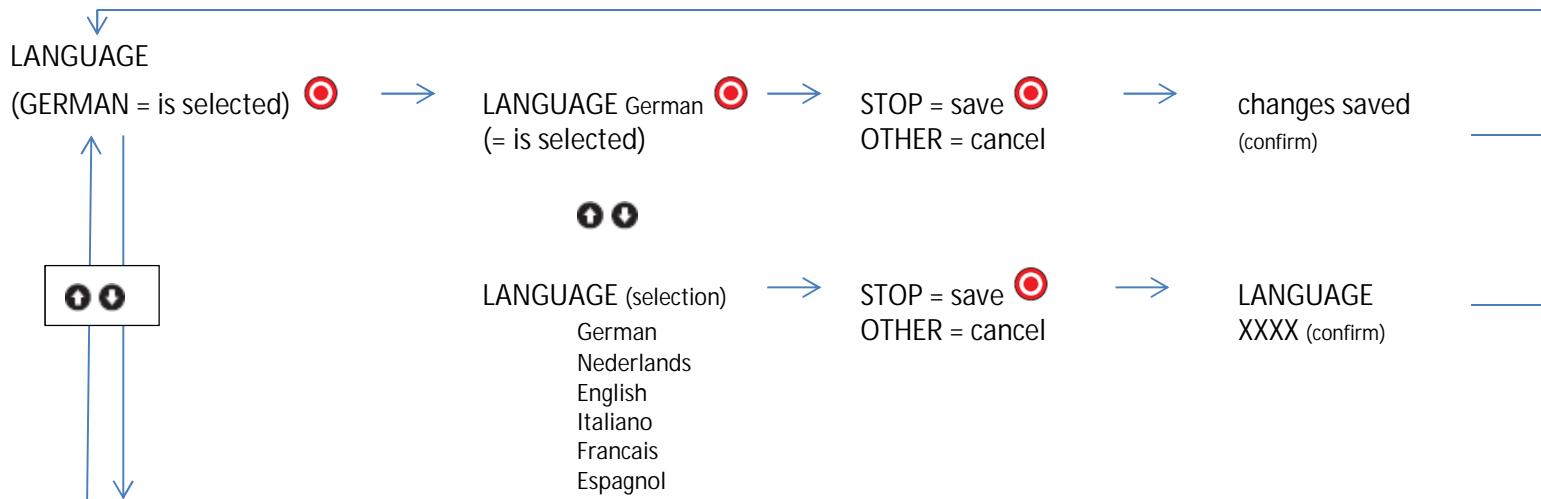 LANGUAGE
(GERMAN = is selected)
LANGUAGE German
(= is selected)
STOP = save
OTHER = cancel
changes saved
(confirm)
LANGUAGE (selection)
German
Nederlands
English
Italiano
Francais
Espagnol
STOP = save
OTHER = cancel
LANGUAGE
XXXX (confirm)